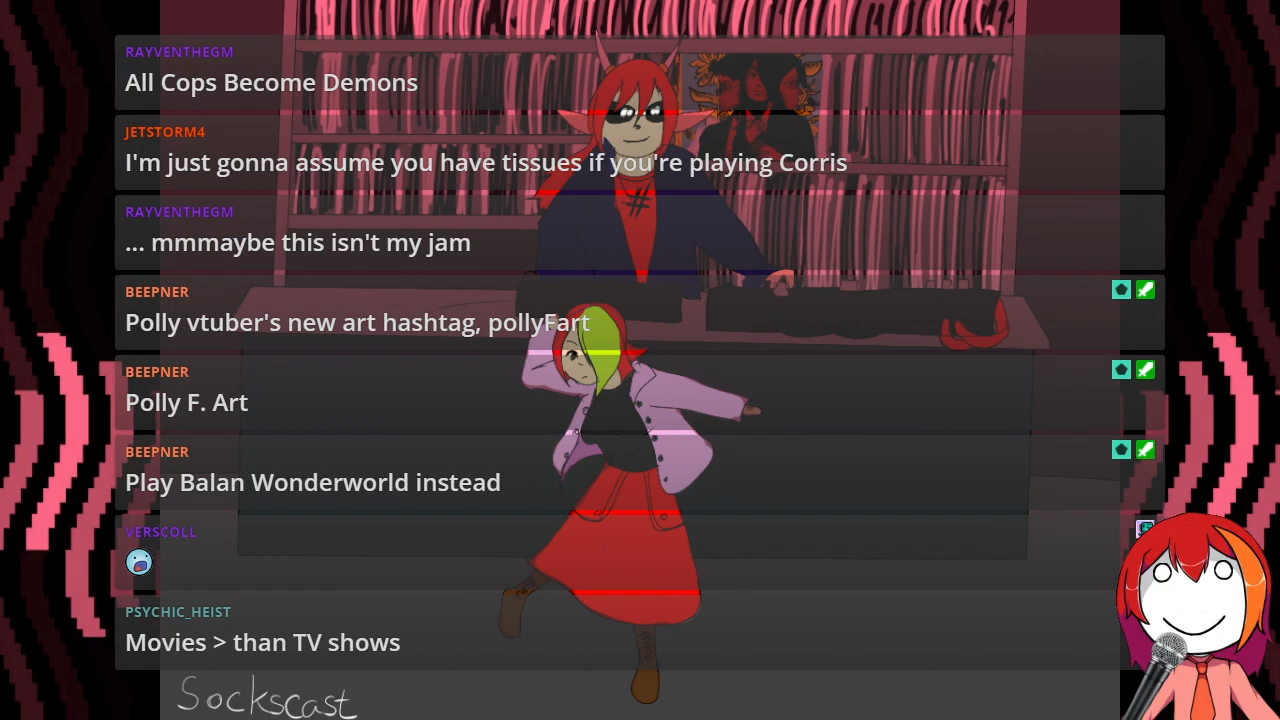 RAYVENTHEGM
All Cops Become Demons
JETSTORM4
I'm just gonna assume you have tissues if you're playing Corris
RAYVENTHEGM
... mmmaybe this isn't my jam
BEEPNER
Polly vtuber's new art hashtag, pollyFart
BEEPNER
Polly F. Art
BEEPNER
Play Balan Wonderworld instead
VERSCOLL
PSYCHIC_HEIST
Movies > than TV shows
Sockscast